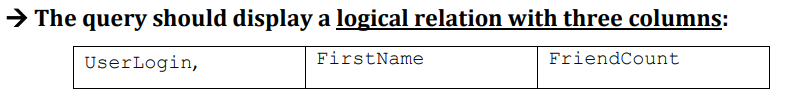 → The query should display a logical relation with three columns:
UserLogin, FirstName FriendCount